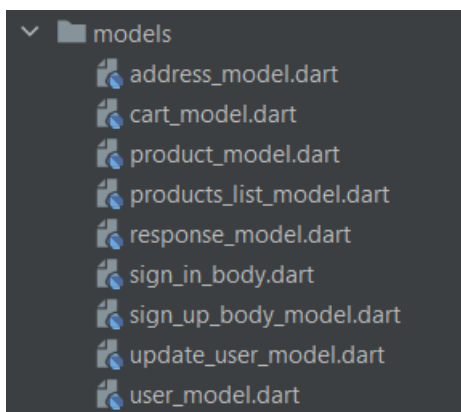 models
address_model.dart
cart_model.dart
product_model.dart
products_list_model.dart
response_model.dart
sign_in_body.dart
sign_up_body_model.dart
update_user_model.dart
user_model.dart